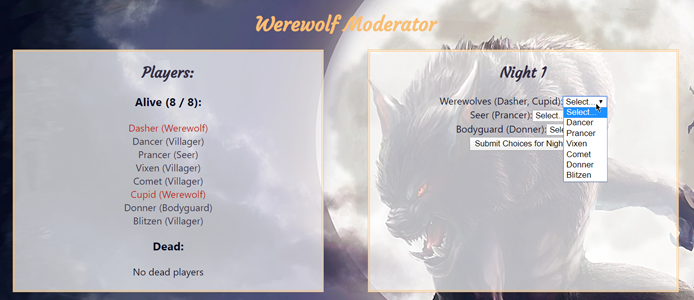 Werewolf Moderator
Players:
Alive (8 / 8):
Dasher (Werewolf)
Dancer (Villager)
Prancer (Seer)
Vixen (Villager)
Comet (Villager)
Cupid (Werewolf)
Donner (Bodyguard)
Blitzen (Villager)
Dead:
No dead players
Night 1
Werewolves (Dasher, Cupid): Select...
Select...
Dancer
Prancer
Vixen
Comet
Donner
Blitzen
Seer (Prancer): Select...
Bodyguard (Donner):
Submit Choices for